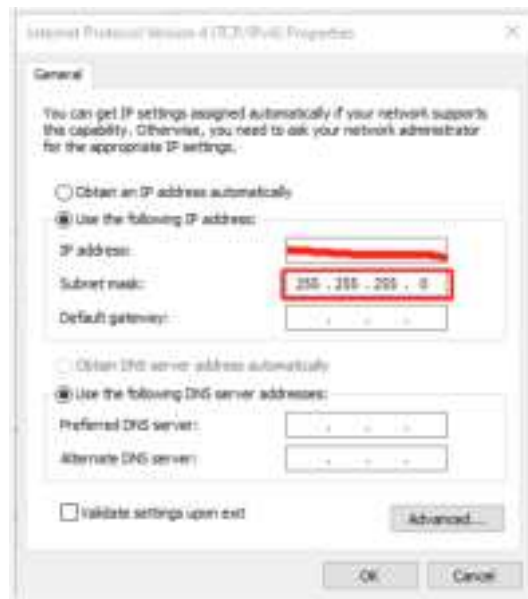 Internet Protocol Version 4 (TCP/IPv4) Properties
General
You can get IP settings assigned automatically if your network supports
this capability. Otherwise, you need to ask your network administrator
for the appropriate IP settings.
Obtain an IP address automatically
Use the following IP address:
IP address:
Subnet mask: 255 . 255 . 255 . 0
Default gateway: . . .
Obtain DNS server address automatically
Use the following DNS server addresses:
Preferred DNS server: . . .
Alternate DNS server: . . .
Validate settings upon exit
Advanced...
OK Cancel